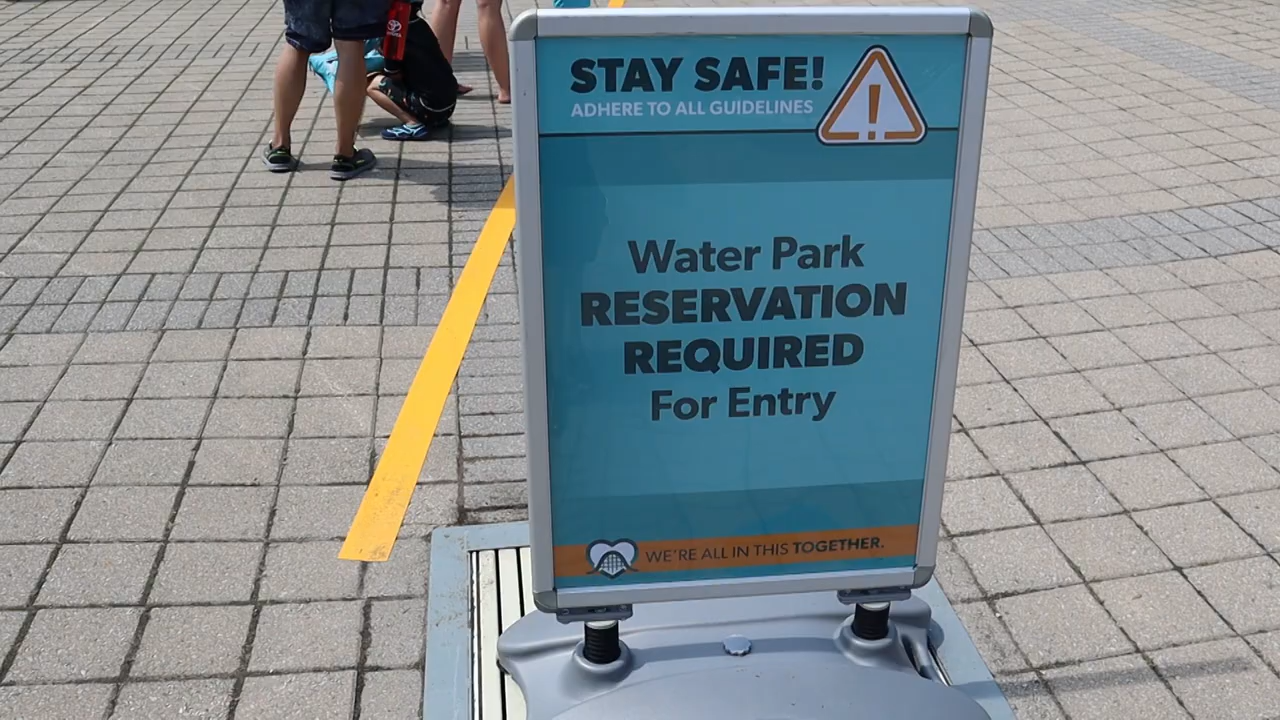 STAY SAFE!
ADHERE TO ALL GUIDELINES
Water Park
RESERVATION
REQUIRED
For Entry
WE'RE ALL IN THIS TOGETHER.